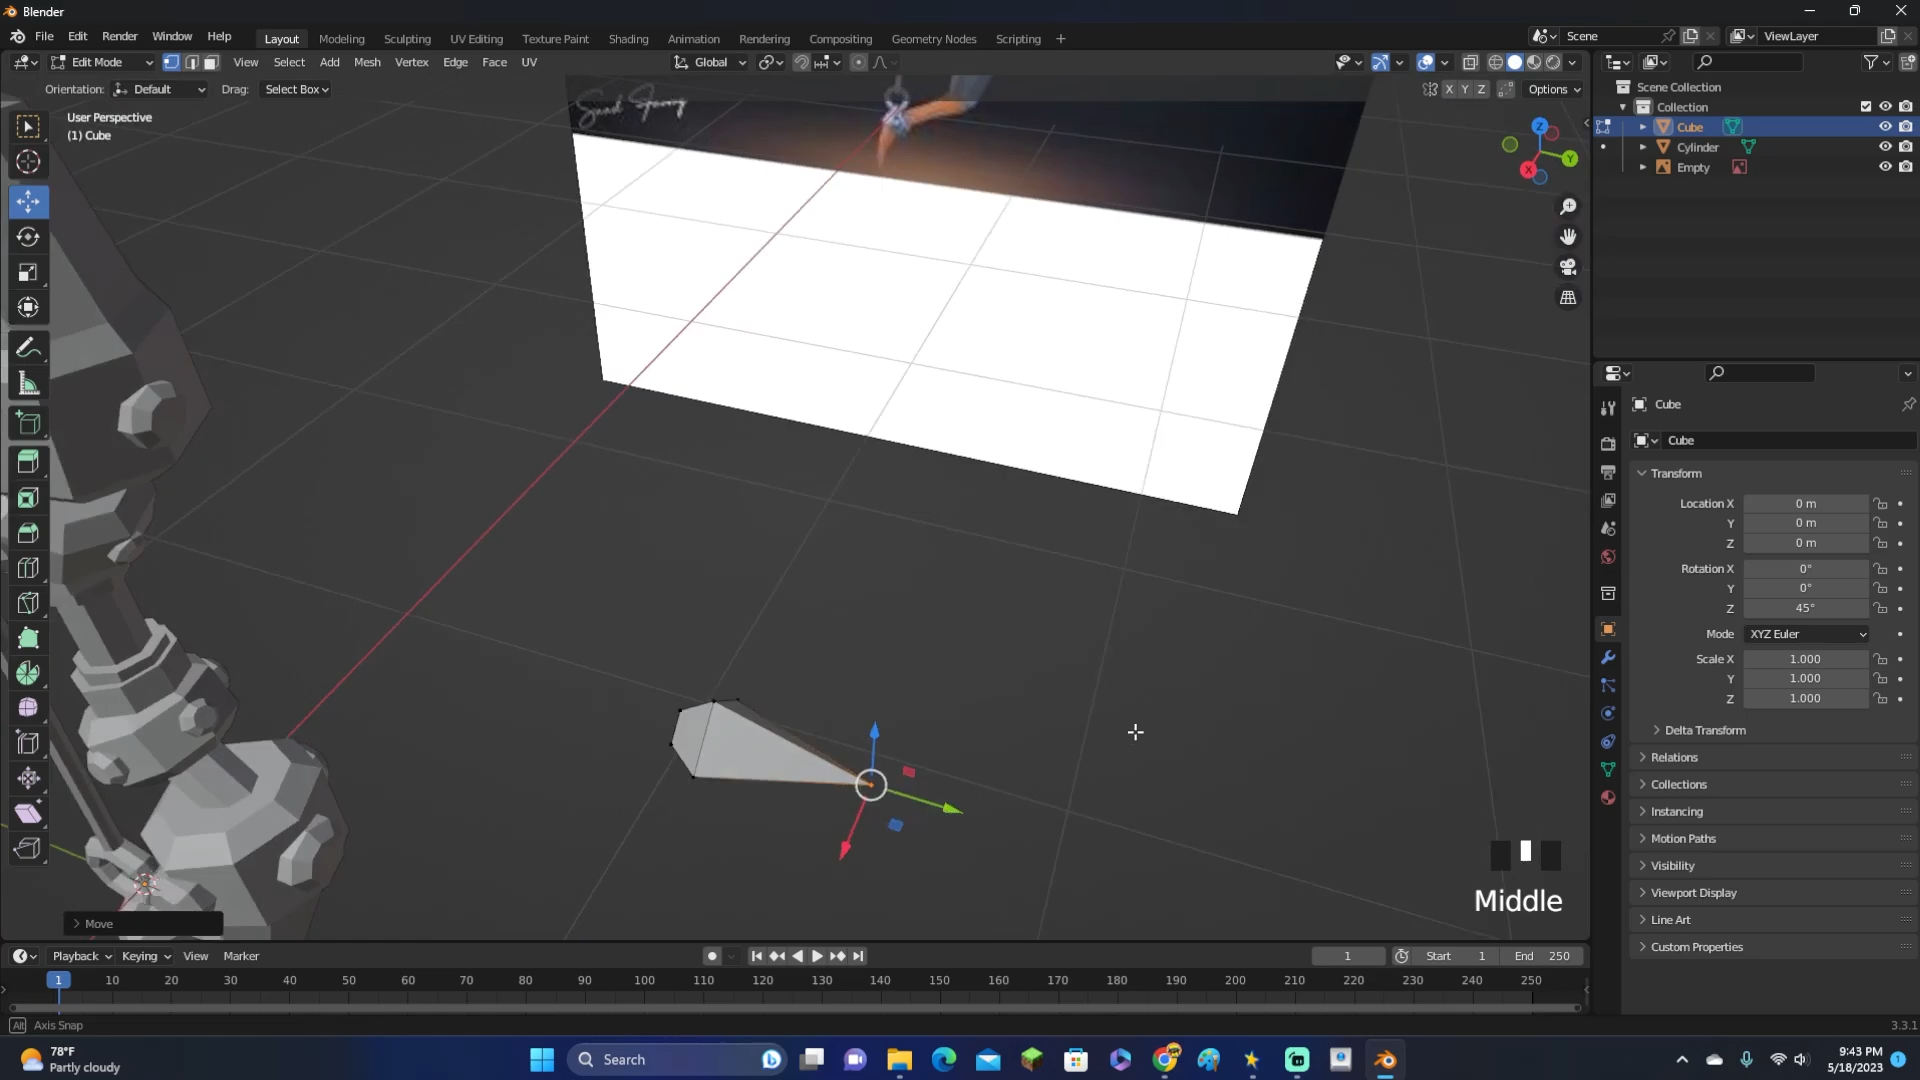 Blender
File Edit Render Window Help
Layout Modeling Sculpting UV Editing Texture Paint Shading Animation Rendering Compositing Geometry Nodes Scripting
Scene ViewLayer
Edit Mode View Select Add Mesh Vertex Edge Face UV
Global
Orientation: Default Drag: Select Box
X Y Z Options
User Perspective
(1) Cube
Z
Y
X
Scene Collection
Collection
Cube
Cylinder
Empty
Cube
Cube
Transform
Location X 0 m
Y 0 m
Z 0 m
Rotation X 0°
Y 0°
Z 45°
Mode XYZ Euler
Scale X 1.000
Y 1.000
Z 1.000
Delta Transform
Relations
Collections
Instancing
Motion Paths
Visibility
Viewport Display
Line Art
Custom Properties
Middle
Move
Playback Keying View Marker
1 Start 1 End 250
1 10 20 30 40 50 60 70 80 90 100 110 120 130 140 150 160 170 180 190 200 210 220 230 240 250
Alt Axis Snap
3.3.1
78°F
Partly cloudy
Search
9:43 PM
5/18/2023
1